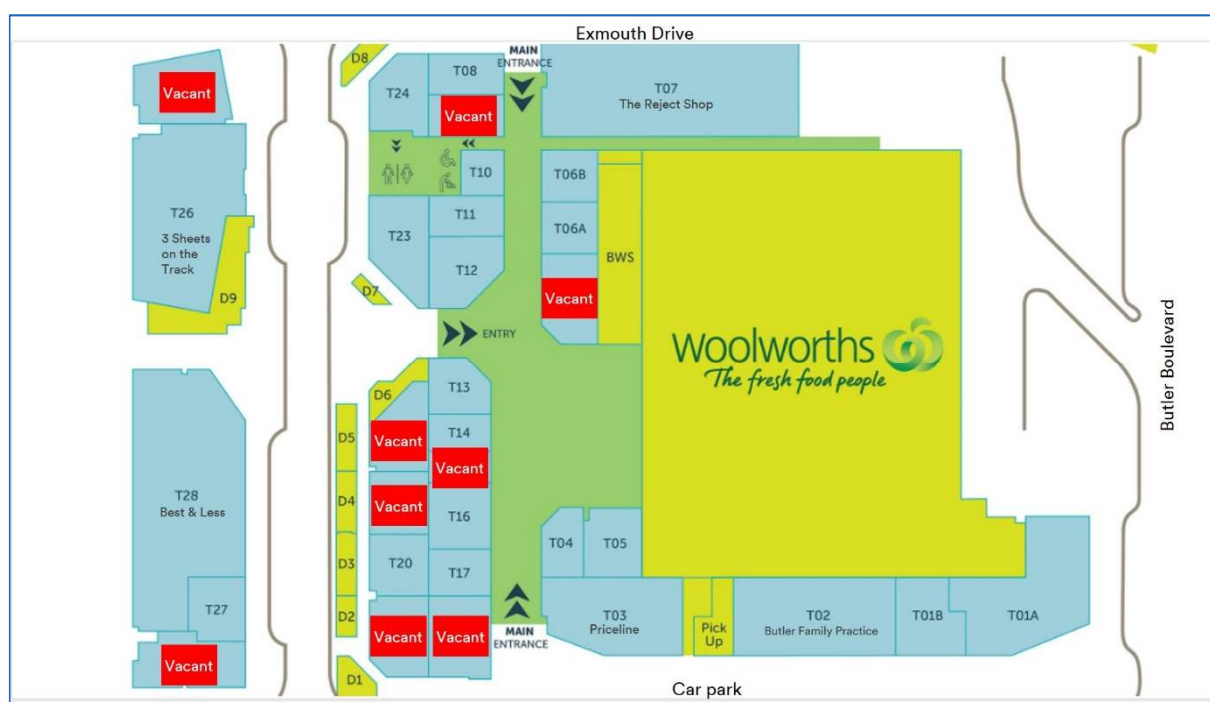 Exmouth Drive
D8
MAIN
ENTRANCE
T08
T07
The Reject Shop
Vacant
T24
Vacant
T10
T06B
T26
3 Sheets
on the
Track
T11
T23
T06A
BWS
T12
D9
D7
Vacant
ENTRY
Woolworths
The fresh food people
Butler Boulevard
T13
D6
D5
Vacant
T14
Vacant
T28
Best & Less
D4
Vacant
T16
T04
T05
D3
T20
T17
T27
D2
T03
Priceline
T02
Butler Family Practice
T01B
T01A
Vacant
Vacant
MAIN
ENTRANCE
Pick
Up
Vacant
D1
Car park